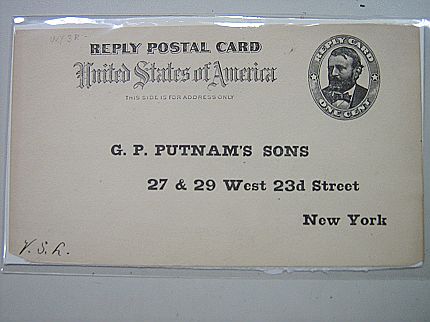 UY3R-
REPLY POSTAL CARD
United States of America
THIS SIDE IS FOR ADDRESS ONLY
REPLY CARD
ONE CENT
G. P. PUTNAM'S SONS
27 & 29 West 23d Street
New York